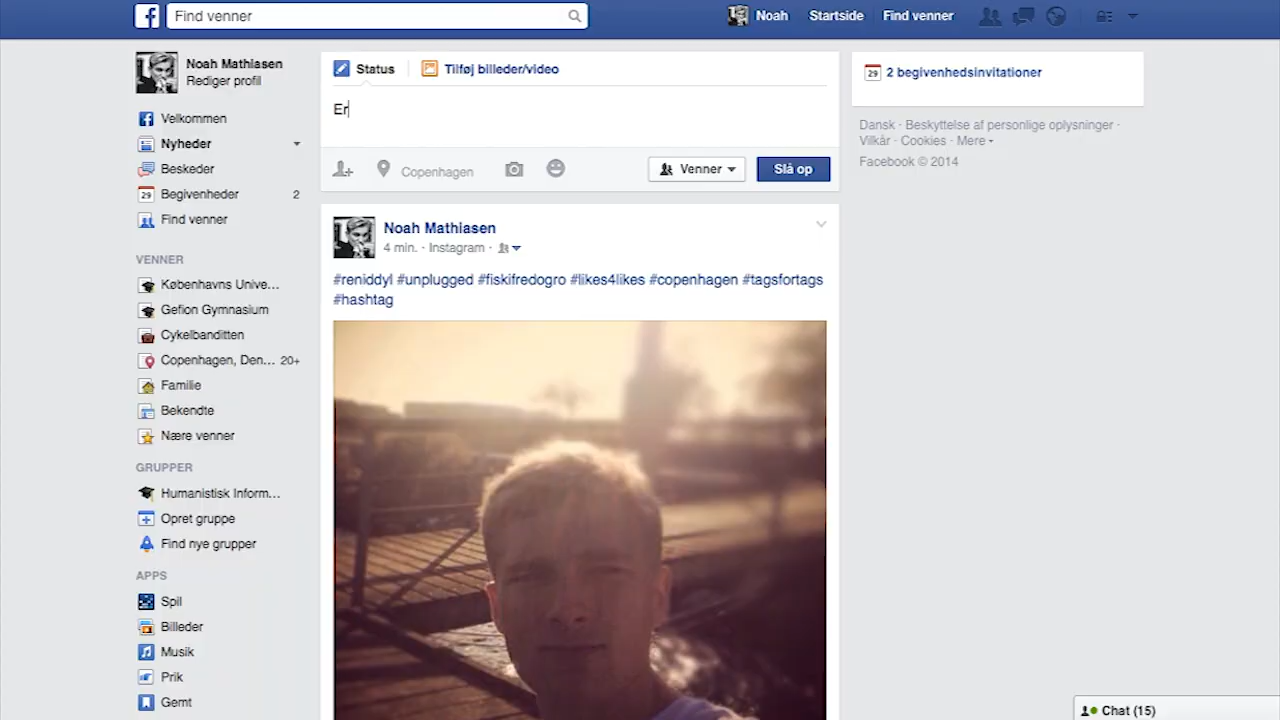 Find venner
Noah Startside Find venner
Noah Mathiasen
Rediger profil
Velkommen
Nyheder
Beskeder
29 Begivenheder 2
Find venner
VENNER
Københavns Unive...
Gefion Gymnasium
Cykelbanditten
Copenhagen, Den... 20+
Familie
Bekendte
Nære venner
GRUPPER
Humanistisk Inform...
Opret gruppe
Find nye grupper
APPS
Spil
Billeder
Musik
Prik
Gemt
Status Tilføj billeder/video
Er
Copenhagen Venner Slå op
Noah Mathiasen
4 min. · Instagram ·
#reniddyl #unplugged #fiskifredogro #likes4likes #copenhagen #tagsfortags
#hashtag
29 2 begivenhedsinvitationer
Dansk · Beskyttelse af personlige oplysninger ·
Vilkår · Cookies · Mere
Facebook © 2014
Chat (15)